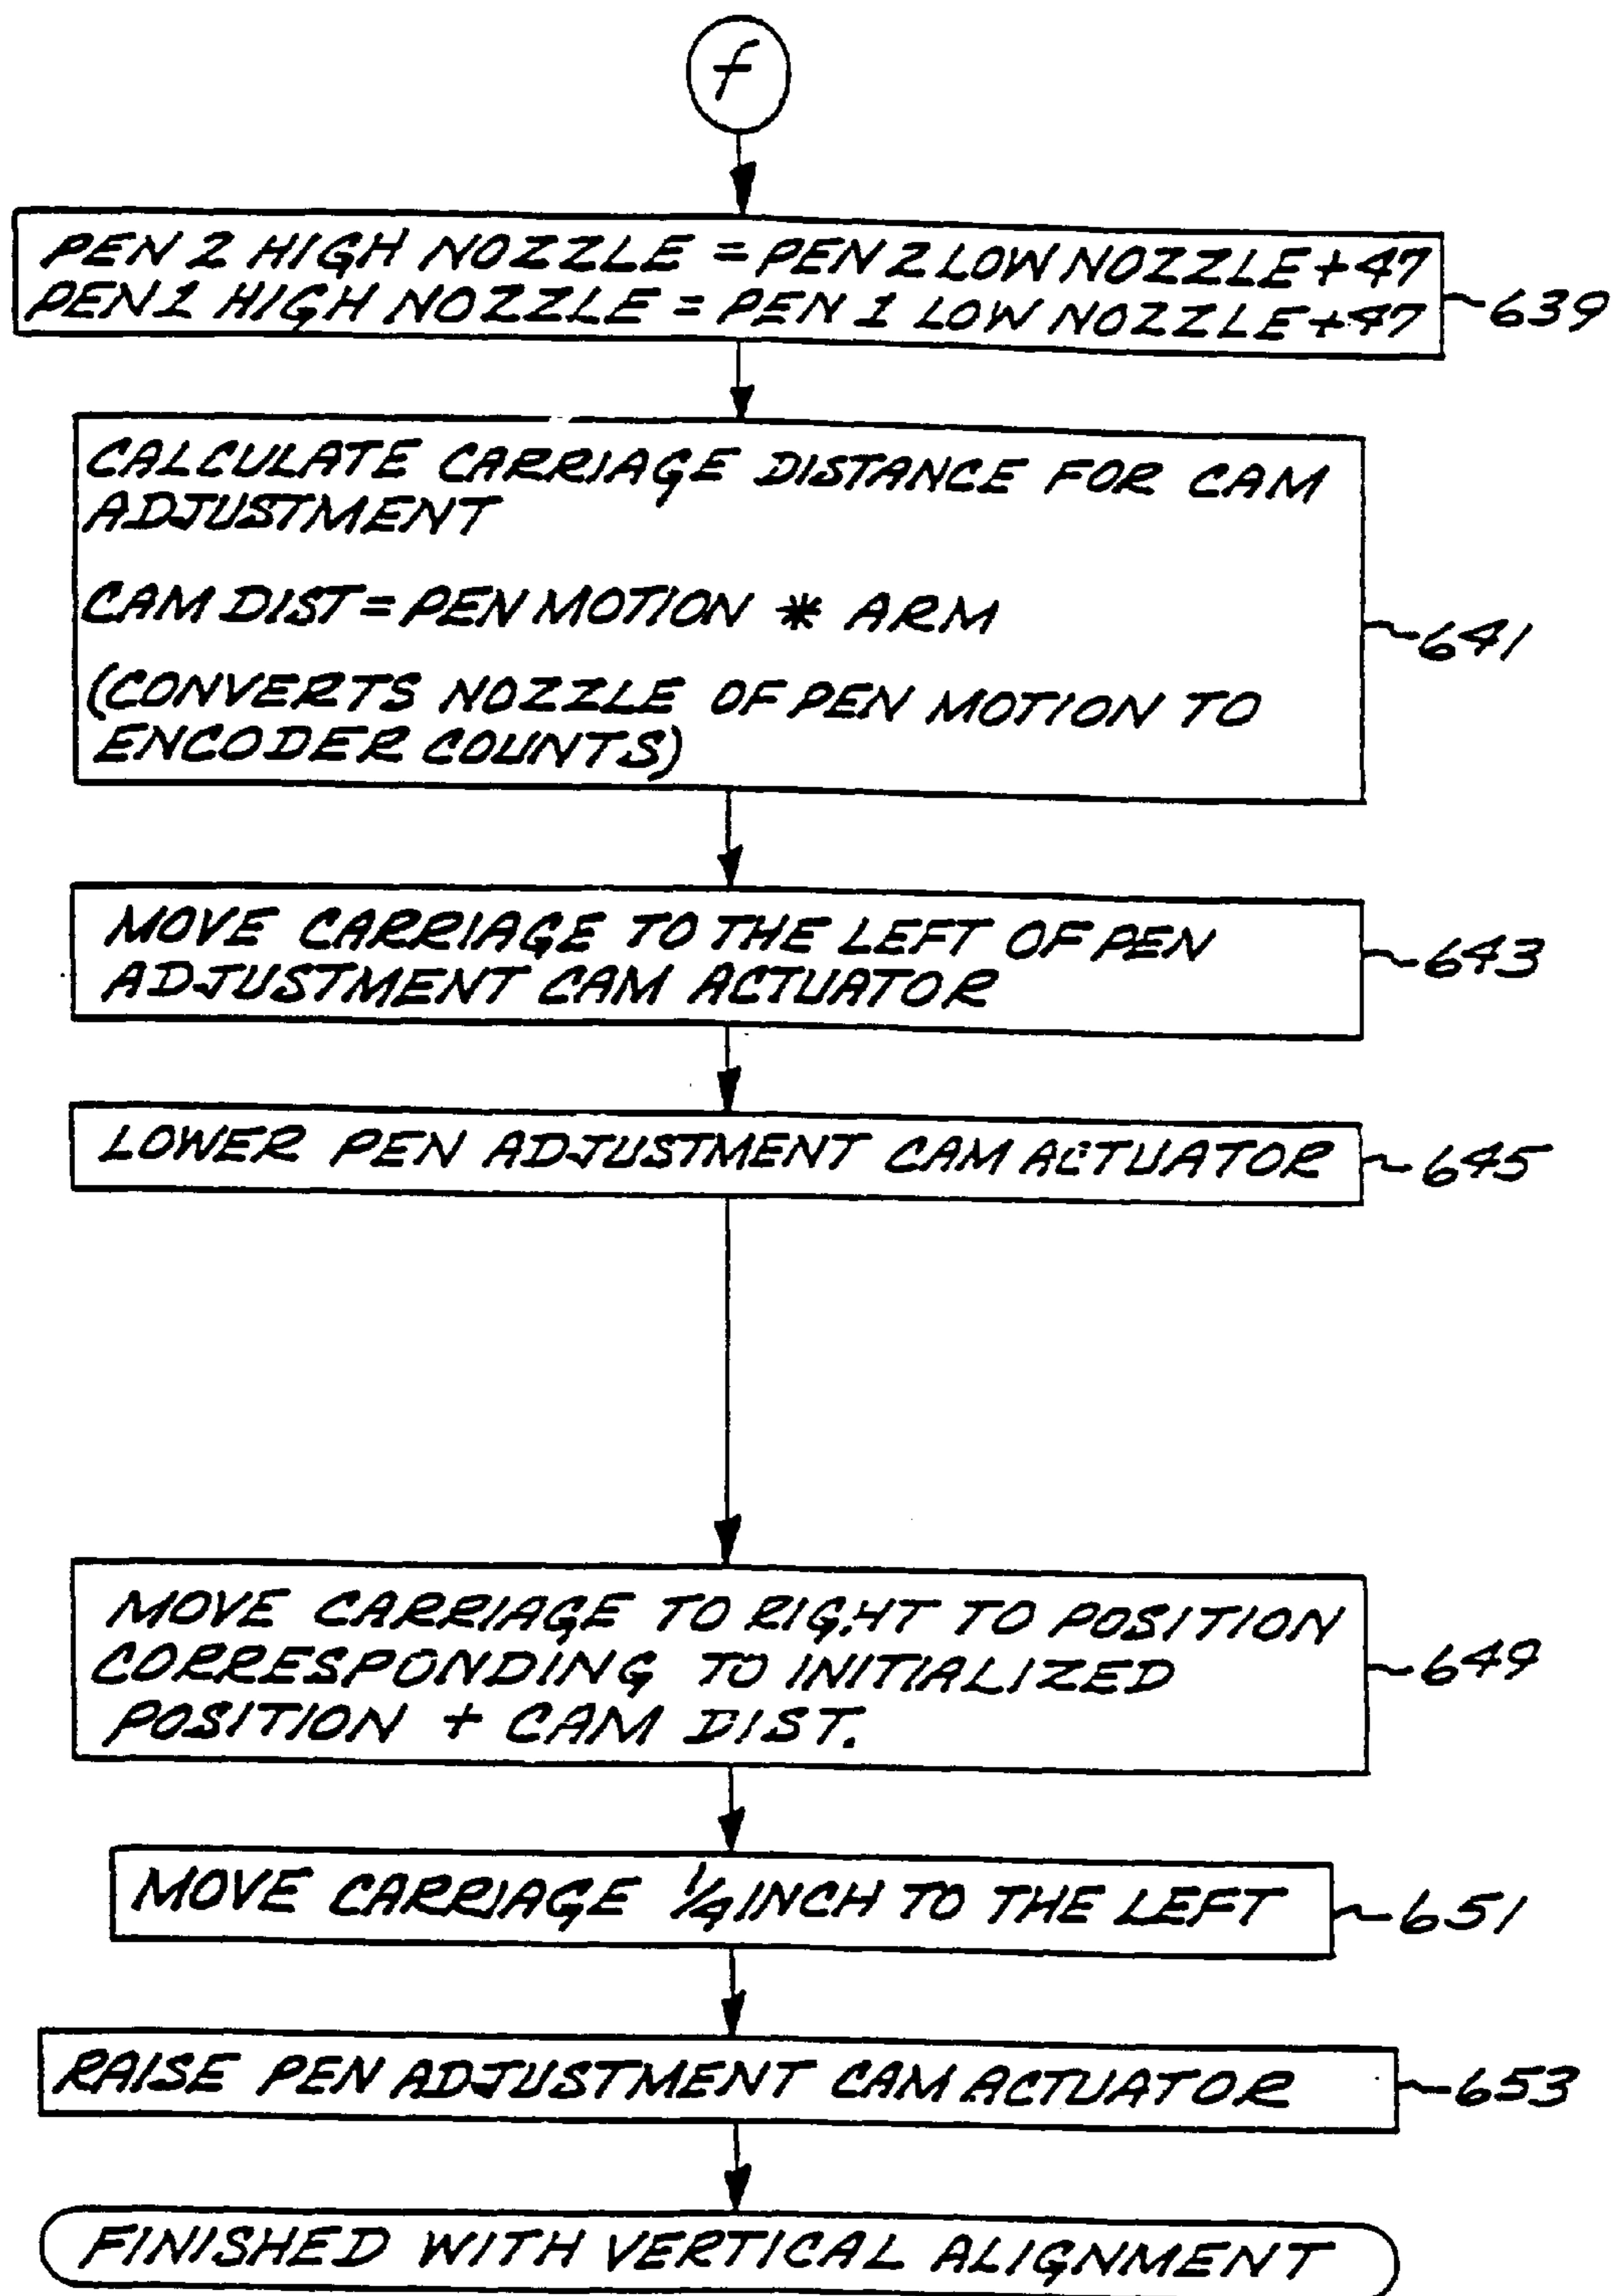 f
PEN 2 HIGH NOZZLE = PEN 2 LOW NOZZLE+47
PEN 1 HIGH NOZZLE = PEN 1 LOW NOZZLE+47
639
CALCULATE CARRIAGE DISTANCE FOR CAM
ADJUSTMENT
CAM DIST = PEN MOTION * ARM
(CONVERTS NOZZLE OF PEN MOTION TO
ENCODER COUNTS)
641
MOVE CARRIAGE TO THE LEFT OF PEN
ADJUSTMENT CAM ACTUATOR
643
LOWER PEN ADJUSTMENT CAM ACTUATOR
645
MOVE CARRIAGE TO RIGHT TO POSITION
CORRESPONDING TO INITIALIZED
POSITION + CAM DIST.
649
MOVE CARRIAGE 1/4 INCH TO THE LEFT
651
RAISE PEN ADJUSTMENT CAM ACTUATOR
653
FINISHED WITH VERTICAL ALIGNMENT